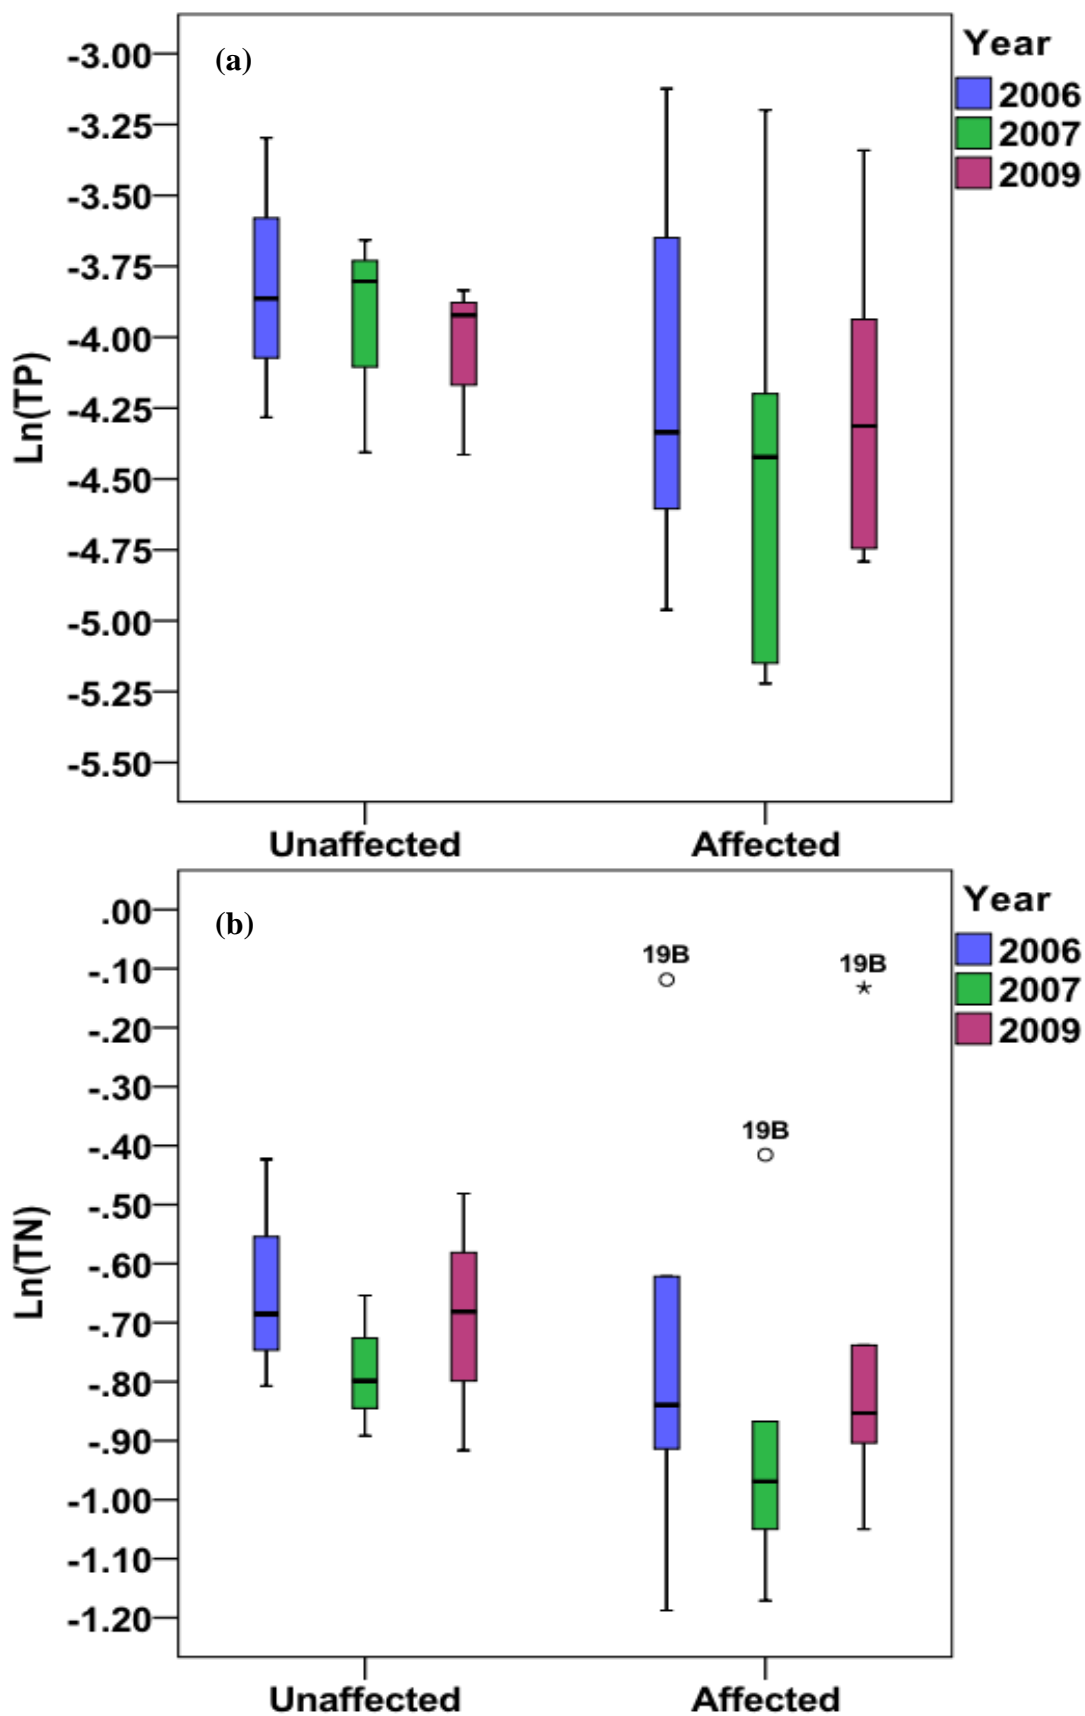 (a)
Year
2006
2007
2009
Ln(TP)
-3.00
-3.25
-3.50
-3.75
-4.00
-4.25
-4.50
-4.75
-5.00
-5.25
-5.50
Unaffected Affected
(b)
Year
2006
2007
2009
Ln(TN)
.00
-.10
-.20
-.30
-.40
-.50
-.60
-.70
-.80
-.90
-1.00
-1.10
-1.20
19B
19B
19B
Unaffected Affected